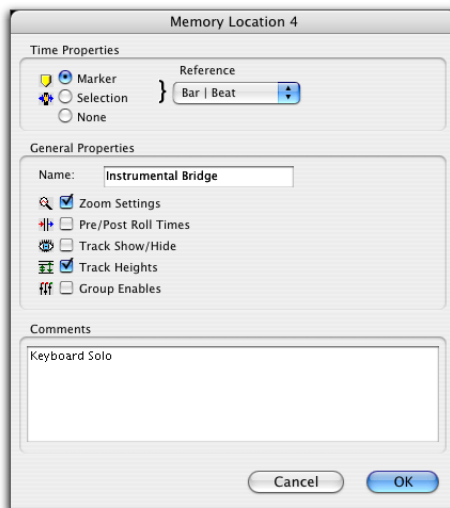 Memory Location 4
Time Properties
Marker
Reference
Selection
Bar | Beat
None
General Properties
Name: Instrumental Bridge
Zoom Settings
Pre/Post Roll Times
Track Show/Hide
Track Heights
Group Enables
Comments
Keyboard Solo
Cancel OK